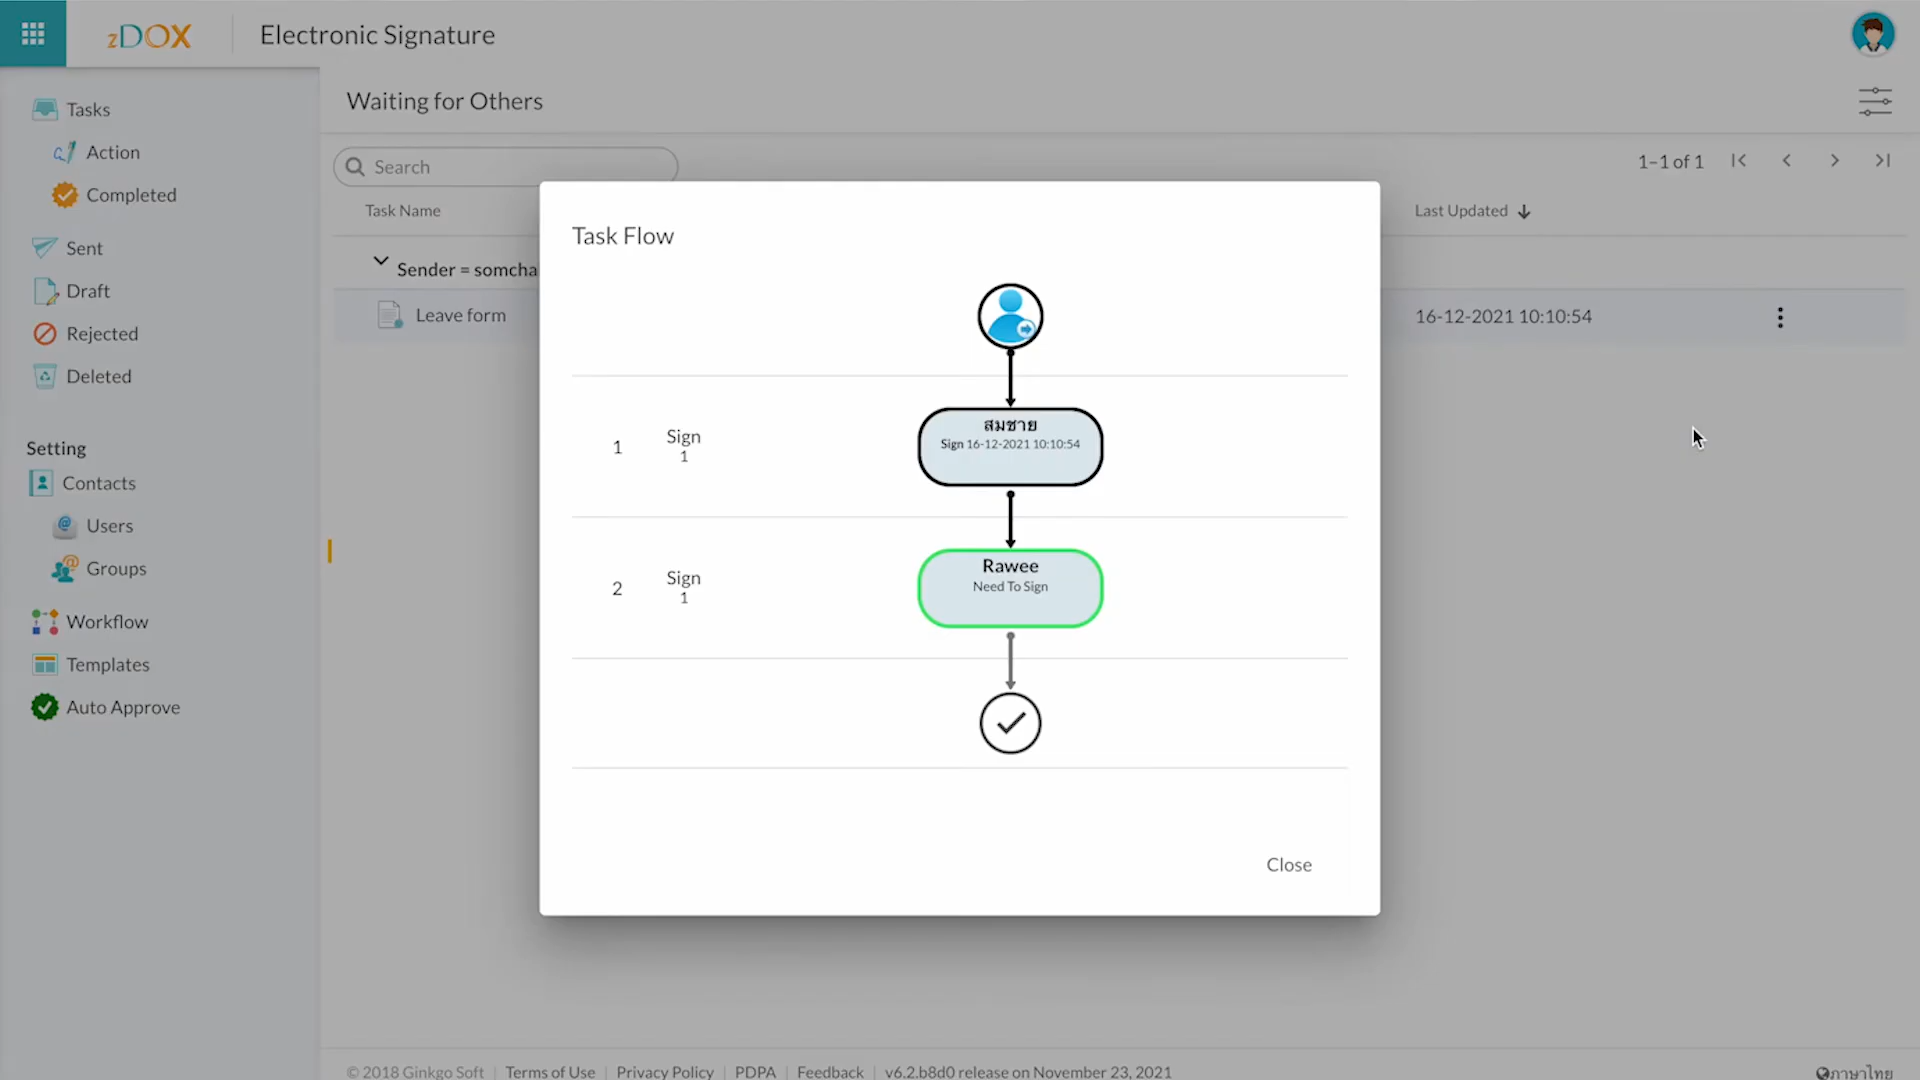 zDOX
Electronic Signature
Tasks
Action
Completed
Sent
Draft
Rejected
Deleted
Setting
Contacts
Users
Groups
Workflow
Templates
Auto Approve
Waiting for Others
Search
1–1 of 1
Task Name
Last Updated
Sender = somcha
Leave form
16-12-2021 10:10:54
Task Flow
1
Sign
1
สมชาย
Sign 16-12-2021 10:10:54
2
Sign
1
Rawee
Need To Sign
Close
© 2018 Ginkgo Soft | Terms of Use | Privacy Policy | PDPA | Feedback | v6.2.b8d0 release on November 23, 2021
ภาษาไทย